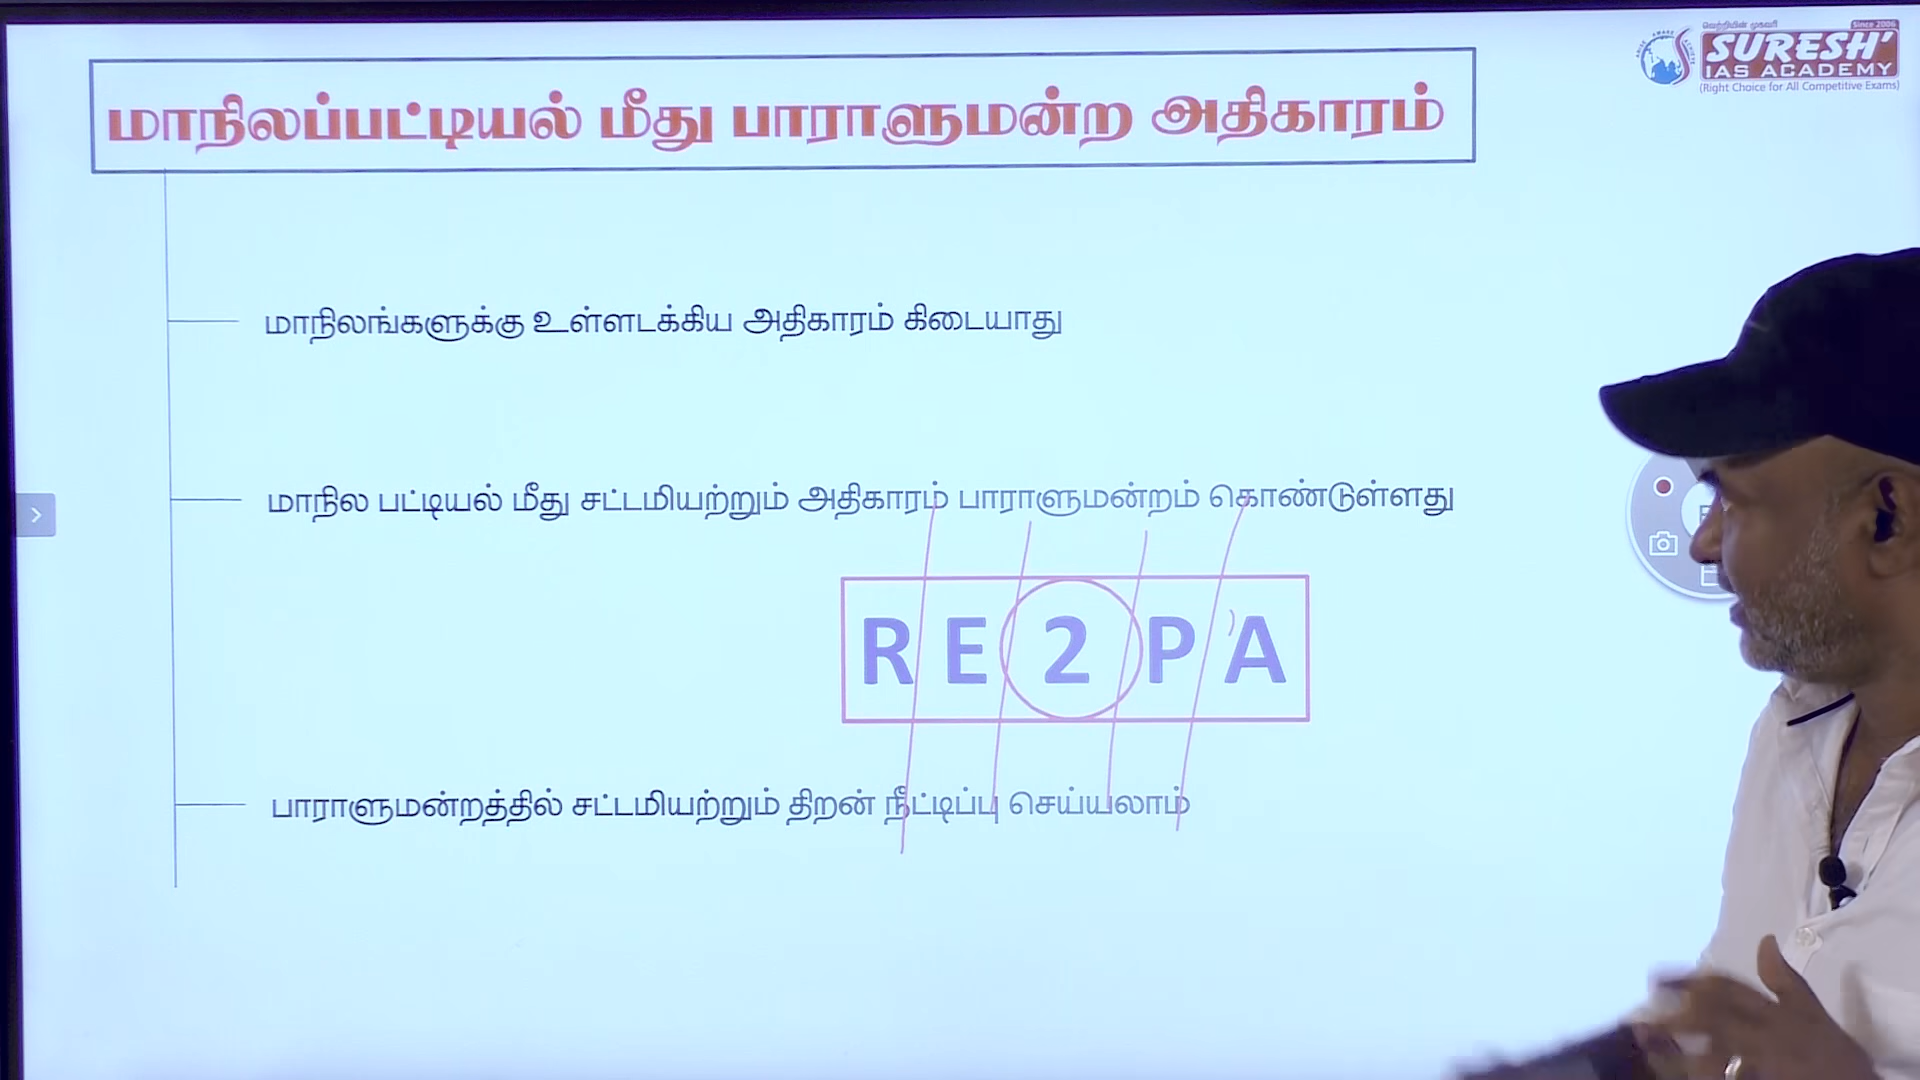 வெற்றியின் முகவரி
Since 2006
SURESH'
IAS ACADEMY
(Right Choice for All Competitive Exams)
மாநிலப்பட்டியல் மீது பாராளுமன்ற அதிகாரம்
மாநிலங்களுக்கு உள்ளடக்கிய அதிகாரம் கிடையாது
மாநில பட்டியல் மீது சட்டமியற்றும் அதிகாரம் பாராளுமன்றம் கொண்டுள்ளது
R E 2 P A
பாராளுமன்றத்தில் சட்டமியற்றும் திறன் நீட்டிப்பு செய்யலாம்